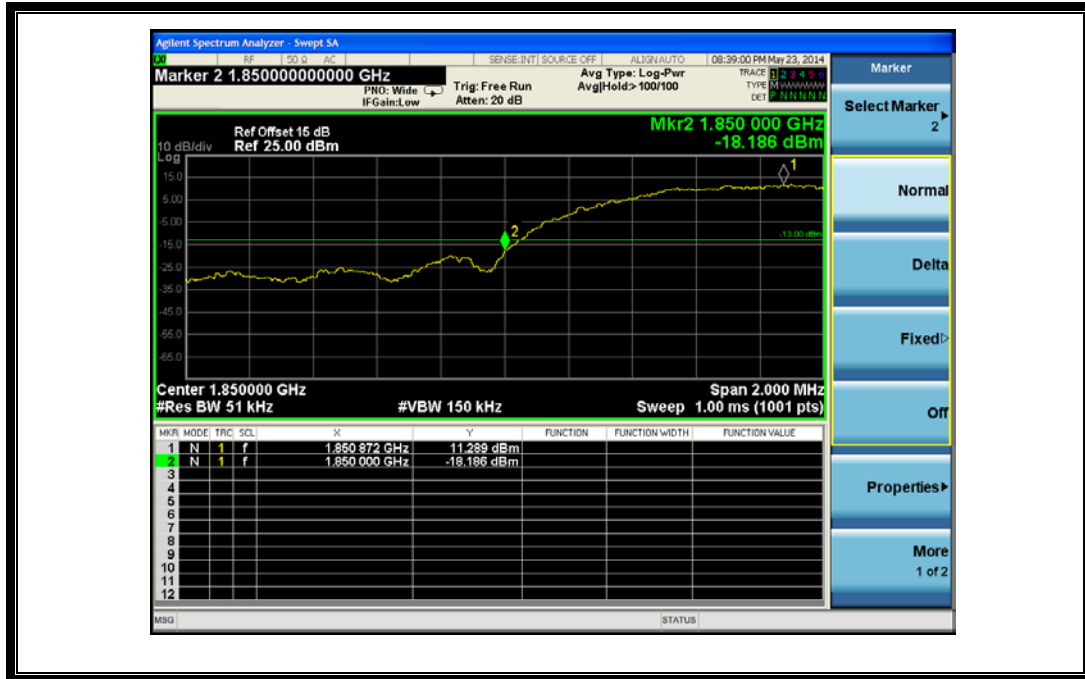 Agilent Spectrum Analyzer - Swept SA
RF 50 Ω AC SENSE:INT SOURCE OFF ALIGN AUTO 08:39:00 PM May 23, 2014
Marker 2 1.850000000000 GHz
PNO: Wide
IFGain:Low
Trig: Free Run
Atten: 20 dB
Avg Type: Log-Pwr
Avg|Hold:>100/100
TRACE 1 2 3 4 5 6
TYPE M
DET P N N N N N
Ref Offset 15 dB
10 dB/div Ref 25.00 dBm
Log
Mkr2 1.850 000 GHz
-18.186 dBm
15.0
5.00
-5.00
-15.0
-25.0
-35.0
-45.0
-55.0
-65.0
1
2
-13.00 dBm
Center 1.850000 GHz Span 2.000 MHz
#Res BW 51 kHz #VBW 150 kHz Sweep 1.00 ms (1001 pts)
MKR MODE TRC SCL X Y FUNCTION FUNCTION WIDTH FUNCTION VALUE
1 N 1 f 1.850 872 GHz 11.289 dBm
2 N 1 f 1.850 000 GHz -18.186 dBm
3
4
5
6
7
8
9
10
11
12
MSG STATUS
Marker
Select Marker
2
Normal
Delta
Fixed
Off
Properties
More
1 of 2